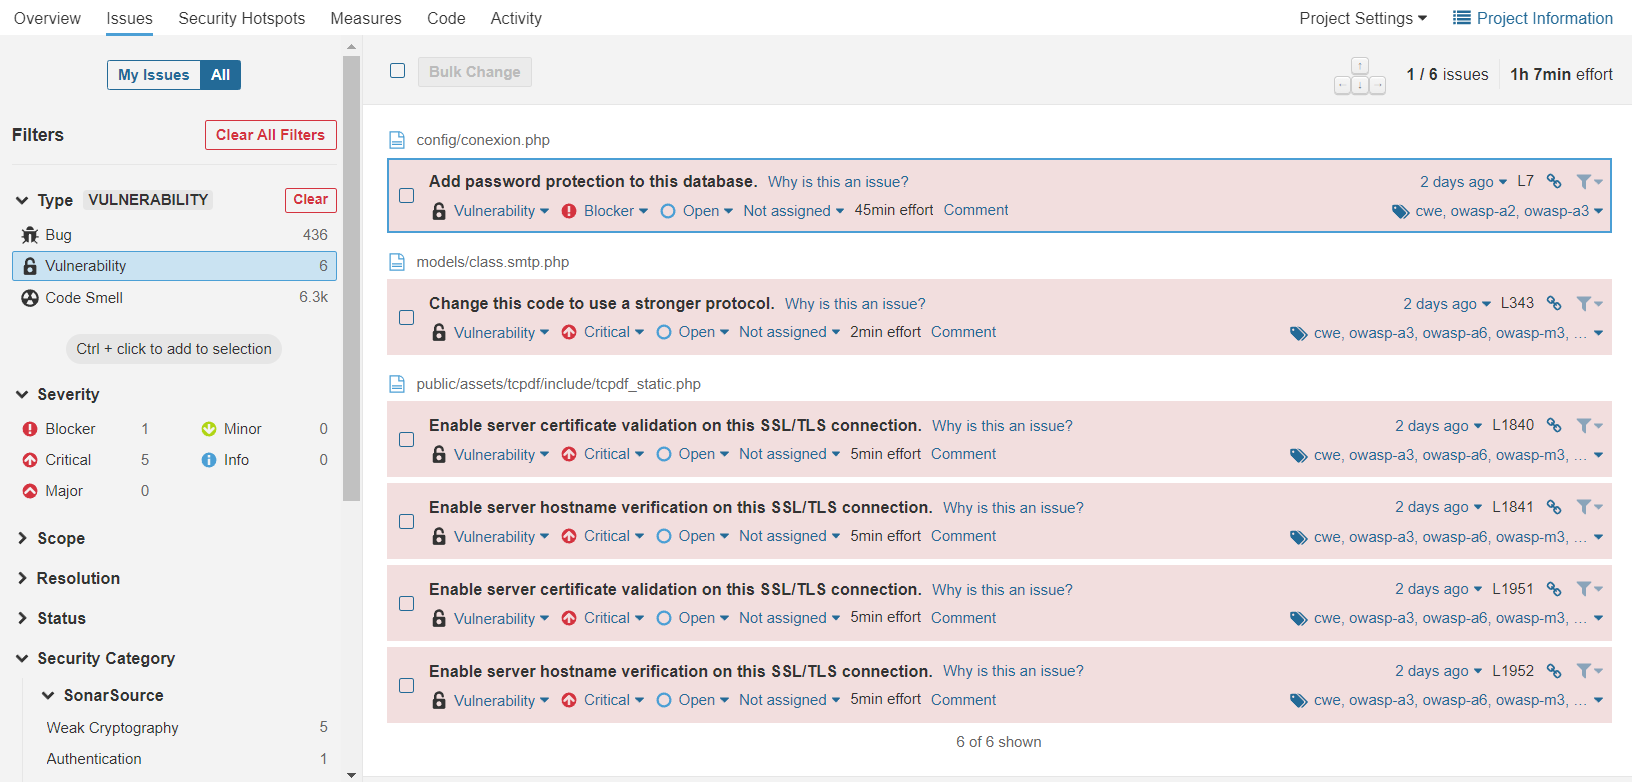 Overview Issues Security Hotspots Measures Code Activity Project Settings Project Information
My Issues All
Bulk Change
1 / 6 issues 1h 7min effort
Filters Clear All Filters
Type VULNERABILITY Clear
Bug 436
Vulnerability 6
Code Smell 6.3k
Ctrl + click to add to selection
Severity
Blocker 1 Minor 0
Critical 5 Info 0
Major 0
Scope
Resolution
Status
Security Category
SonarSource
Weak Cryptography 5
Authentication 1
config/conexion.php
Add password protection to this database. Why is this an issue? 2 days ago L7
Vulnerability Blocker Open Not assigned 45min effort Comment cwe, owasp-a2, owasp-a3
models/class.smtp.php
Change this code to use a stronger protocol. Why is this an issue? 2 days ago L343
Vulnerability Critical Open Not assigned 2min effort Comment cwe, owasp-a3, owasp-a6, owasp-m3, ...
public/assets/tcpdf/include/tcpdf_static.php
Enable server certificate validation on this SSL/TLS connection. Why is this an issue? 2 days ago L1840
Vulnerability Critical Open Not assigned 5min effort Comment cwe, owasp-a3, owasp-a6, owasp-m3, ...
Enable server hostname verification on this SSL/TLS connection. Why is this an issue? 2 days ago L1841
Vulnerability Critical Open Not assigned 5min effort Comment cwe, owasp-a3, owasp-a6, owasp-m3, ...
Enable server certificate validation on this SSL/TLS connection. Why is this an issue? 2 days ago L1951
Vulnerability Critical Open Not assigned 5min effort Comment cwe, owasp-a3, owasp-a6, owasp-m3, ...
Enable server hostname verification on this SSL/TLS connection. Why is this an issue? 2 days ago L1952
Vulnerability Critical Open Not assigned 5min effort Comment cwe, owasp-a3, owasp-a6, owasp-m3, ...
6 of 6 shown